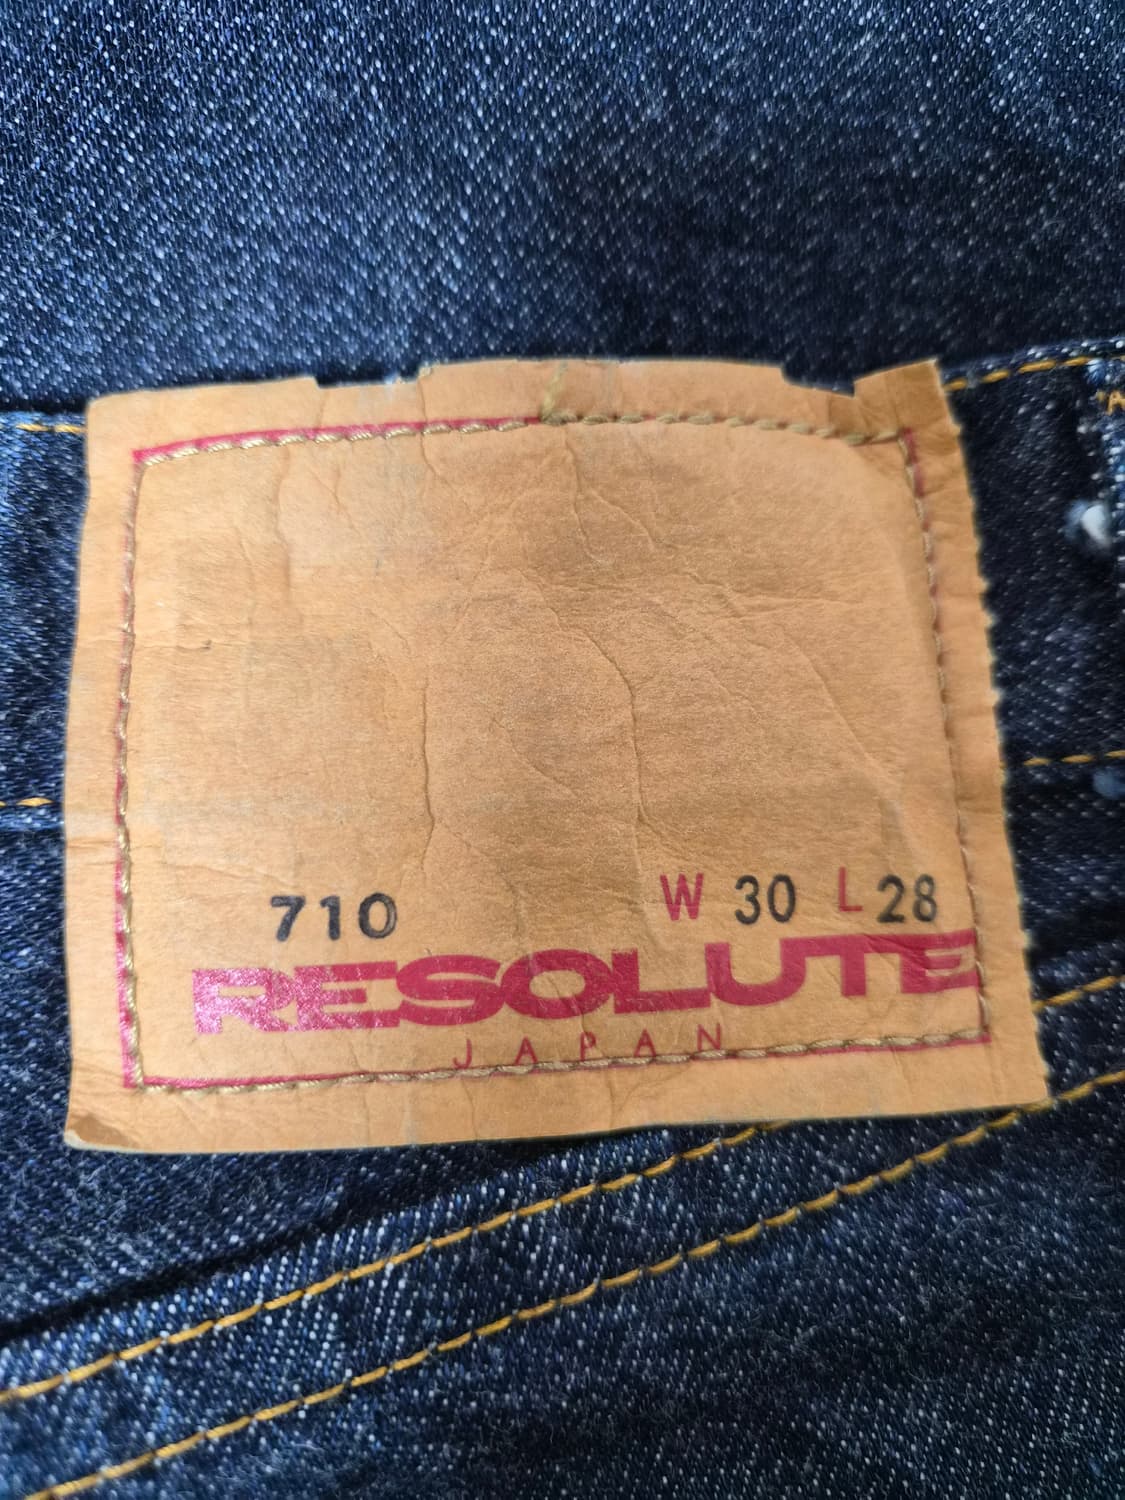 710 W 30 L 28
RESOLUTE
JAPAN